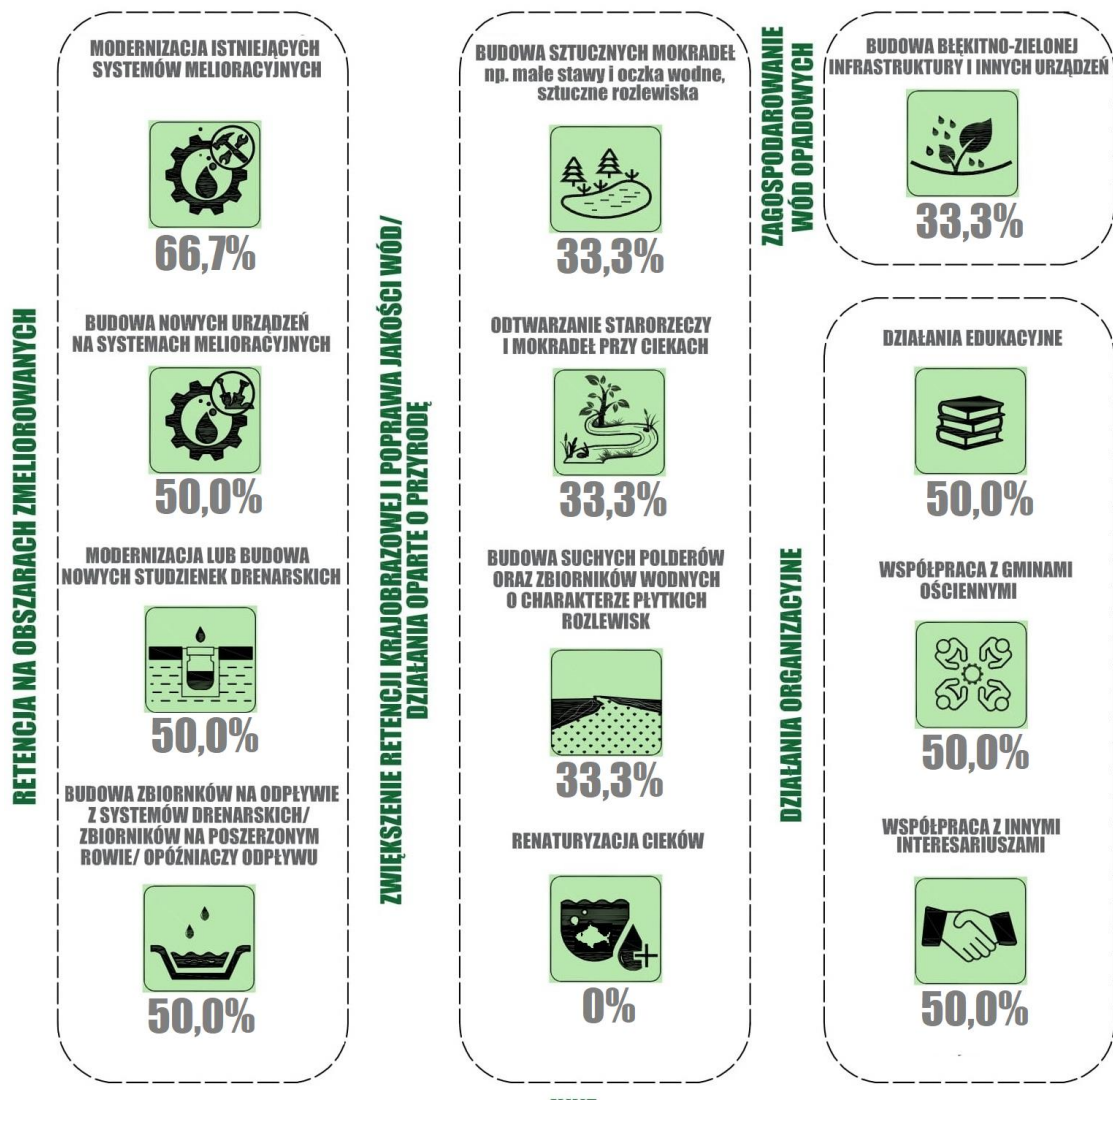 RETENCJA NA OBSZARACH ZMELIOROWANYCH
MODERNIZACJA ISTNIEJĄCYCH
SYSTEMÓW MELIORACYJNYCH
66,7%
BUDOWA NOWYCH URZĄDZEŃ
NA SYSTEMACH MELIORACYJNYCH
50,0%
MODERNIZACJA LUB BUDOWA
NOWYCH STUDZIENEK DRENARSKICH
50,0%
BUDOWA ZBIORNKÓW NA ODPŁYWIE
Z SYSTEMÓW DRENARSKICH/
ZBIORNIKÓW NA POSZERZONYM
ROWIE/ OPÓŹNIACZY ODPŁYWU
50,0%
ZWIĘKSZENIE RETENCJI KRAJOBRAZOWEJ I POPRAWA JAKOŚCI WÓD/
DZIAŁANIA OPARTE O PRZYRODĘ
BUDOWA SZTUCZNYCH MOKRADEŁ
np. małe stawy i oczka wodne,
sztuczne rozlewiska
33,3%
ODTWARZANIE STARORZECZY
I MOKRADEŁ PRZY CIEKACH
33,3%
BUDOWA SUCHYCH POLDERÓW
ORAZ ZBIORNIKÓW WODNYCH
O CHARAKTERZE PŁYTKICH
ROZLEWISK
33,3%
RENATURYZACJA CIEKÓW
0%
ZAGOSPODAROWANIE
WÓD OPADOWYCH
BUDOWA BŁĘKITNO-ZIELONEJ
INFRASTRUKTURY I INNYCH URZĄDZEŃ
33,3%
DZIAŁANIA ORGANIZACYJNE
DZIAŁANIA EDUKACYJNE
50,0%
WSPÓŁPRACA Z GMINAMI
OŚCIENNYMI
50,0%
WSPÓŁPRACA Z INNYMI
INTERESARIUSZAMI
50,0%